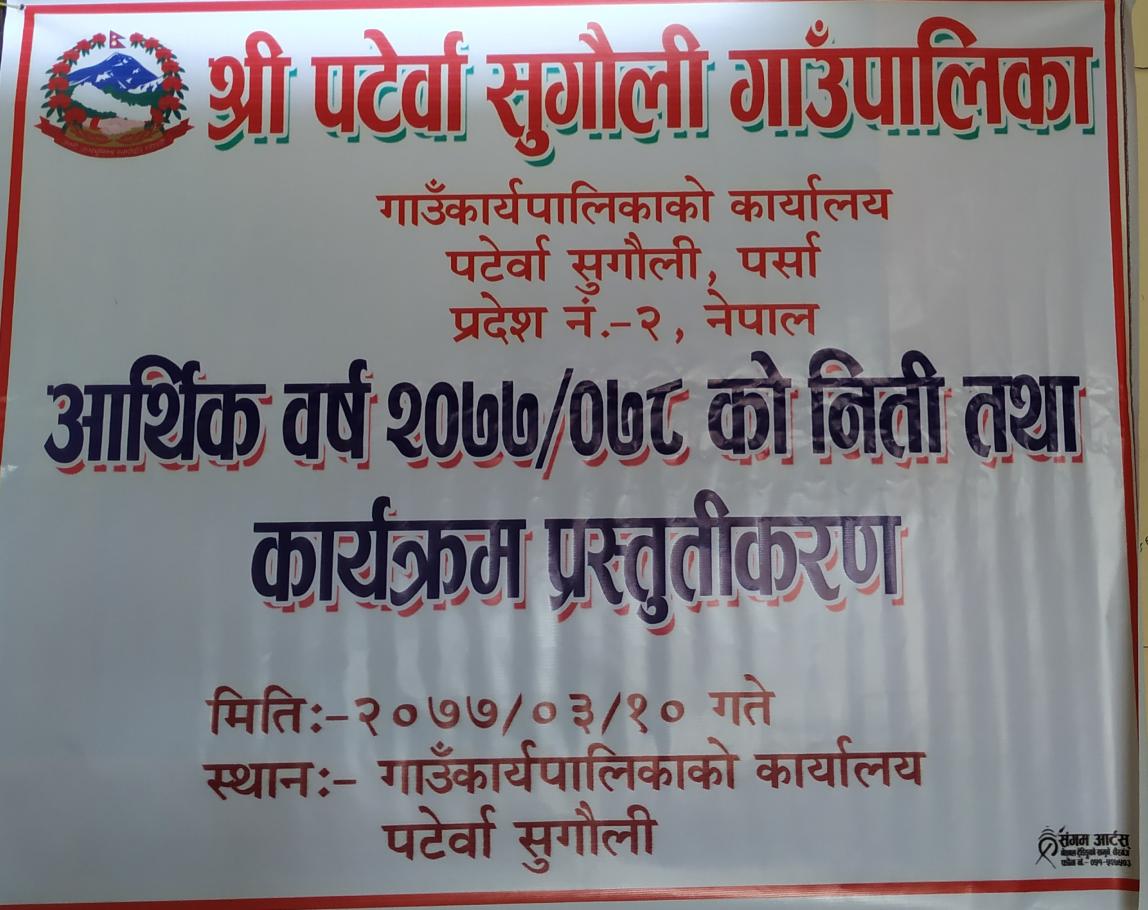 श्री पटेर्वा सुगौली गाउँपालिका
गाउँकार्यपालिकाको कार्यालय
पटेर्वा सुगौली, पर्सा
प्रदेश नं.-२, नेपाल
आर्थिक वर्ष २०७७/०७८ को निती तथा
कार्यक्रम प्रस्तुतीकरण
मितिः-२०७७/०३/१० गते
स्थानः- गाउँकार्यपालिकाको कार्यालय
पटेर्वा सुगौली
संगम आर्टस्